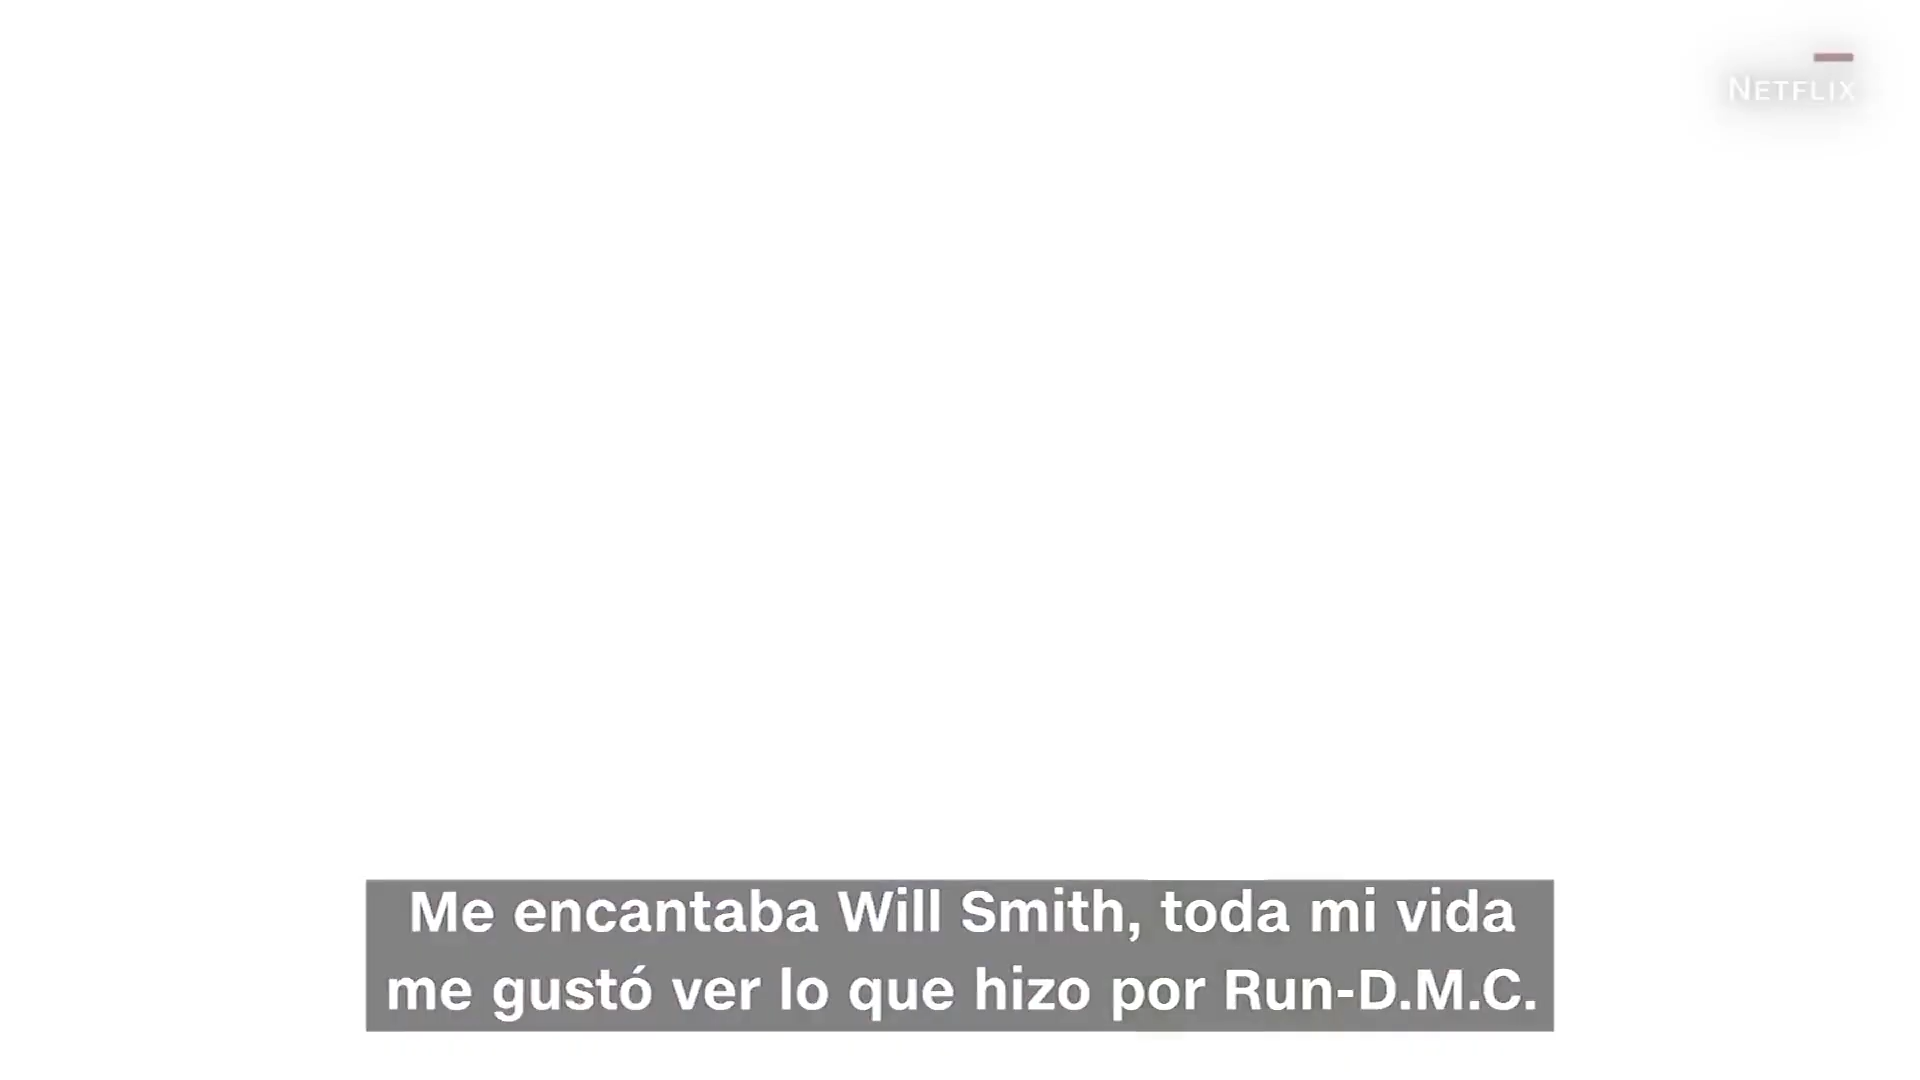 NETFLIX
Me encantaba Will Smith, toda mi vida
me gustó ver lo que hizo por Run-D.M.C.